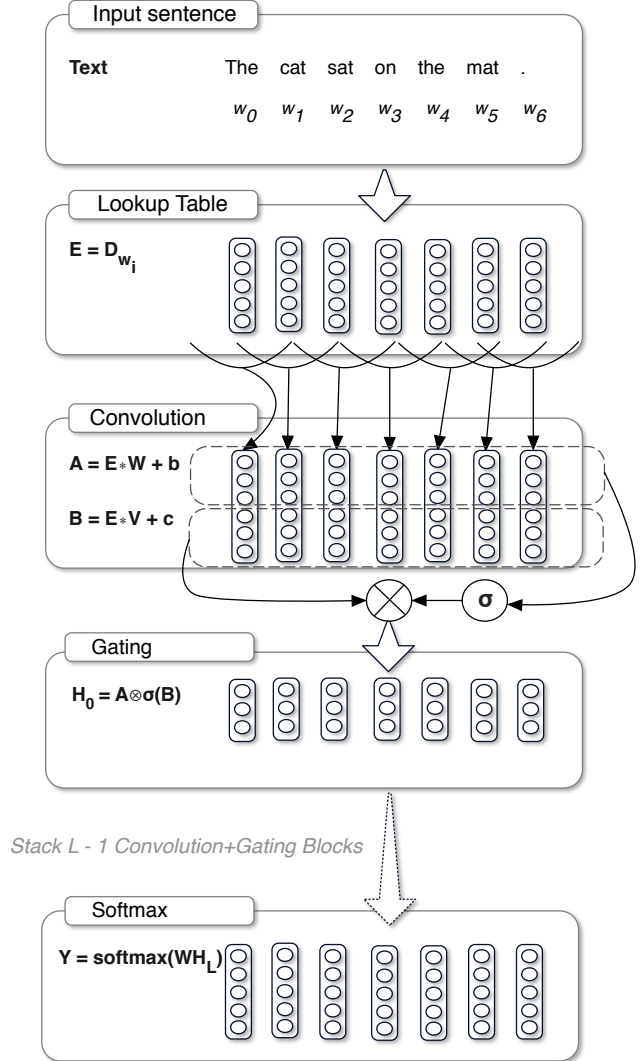 Input sentence
Text The cat sat on the mat .
w0 w1 w2 w3 w4 w5 w6
Lookup Table
E = Dwi
Convolution
A = E*W + b
B = E*V + c
σ
Gating
H0 = A⊗σ(B)
Stack L - 1 Convolution+Gating Blocks
Softmax
Y = softmax(WHL)